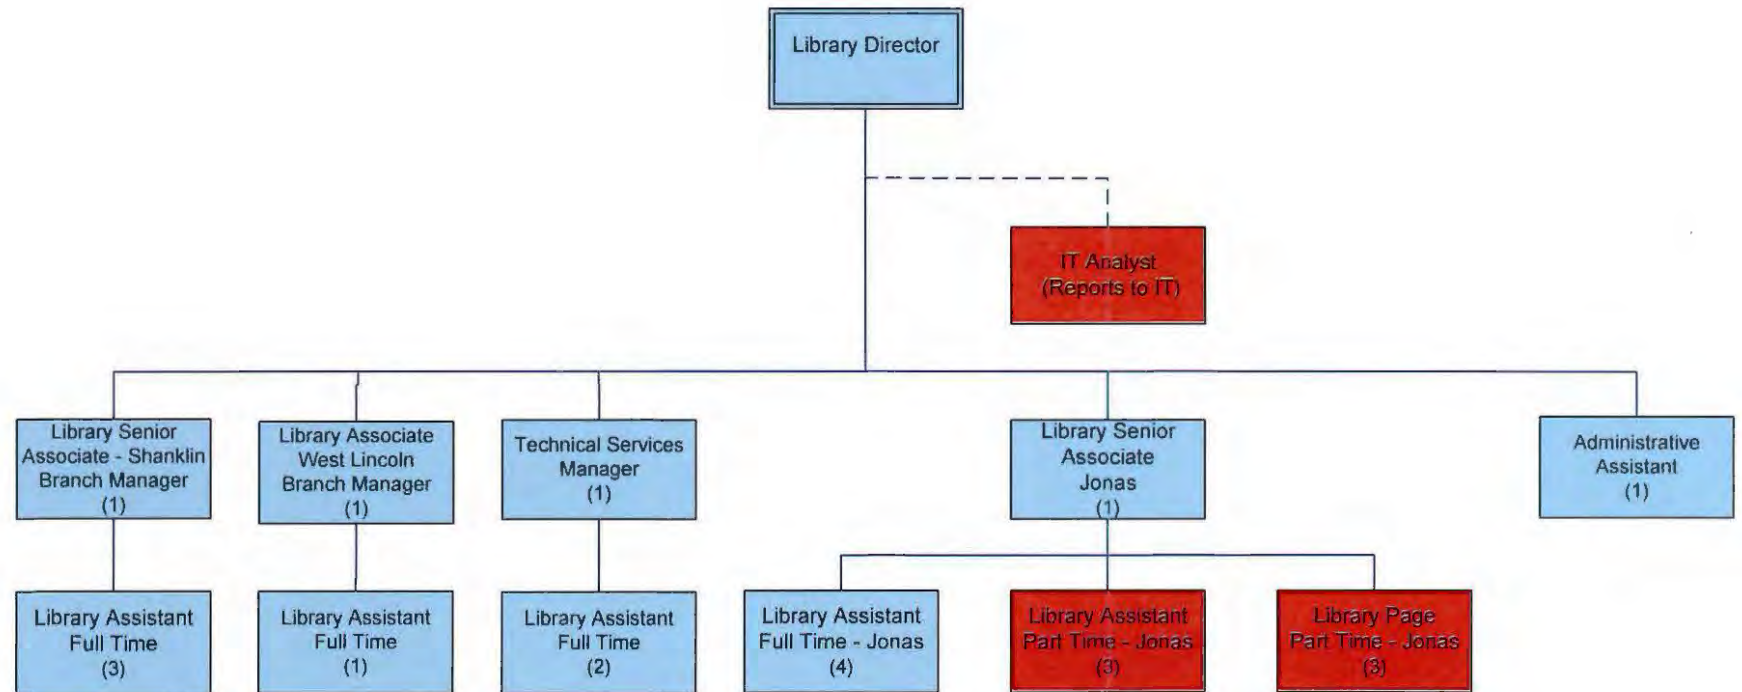 Library Director
IT Analyst
(Reports to IT)
Library Senior
Associate - Shanklin
Branch Manager
(1)
Library Associate
West Lincoln
Branch Manager
(1)
Technical Services
Manager
(1)
Library Senior
Associate
Jonas
(1)
Administrative
Assistant
(1)
Library Assistant
Full Time
(3)
Library Assistant
Full Time
(1)
Library Assistant
Full Time
(2)
Library Assistant
Full Time - Jonas
(4)
Library Assistant
Part Time - Jonas
(3)
Library Page
Part Time - Jonas
(3)